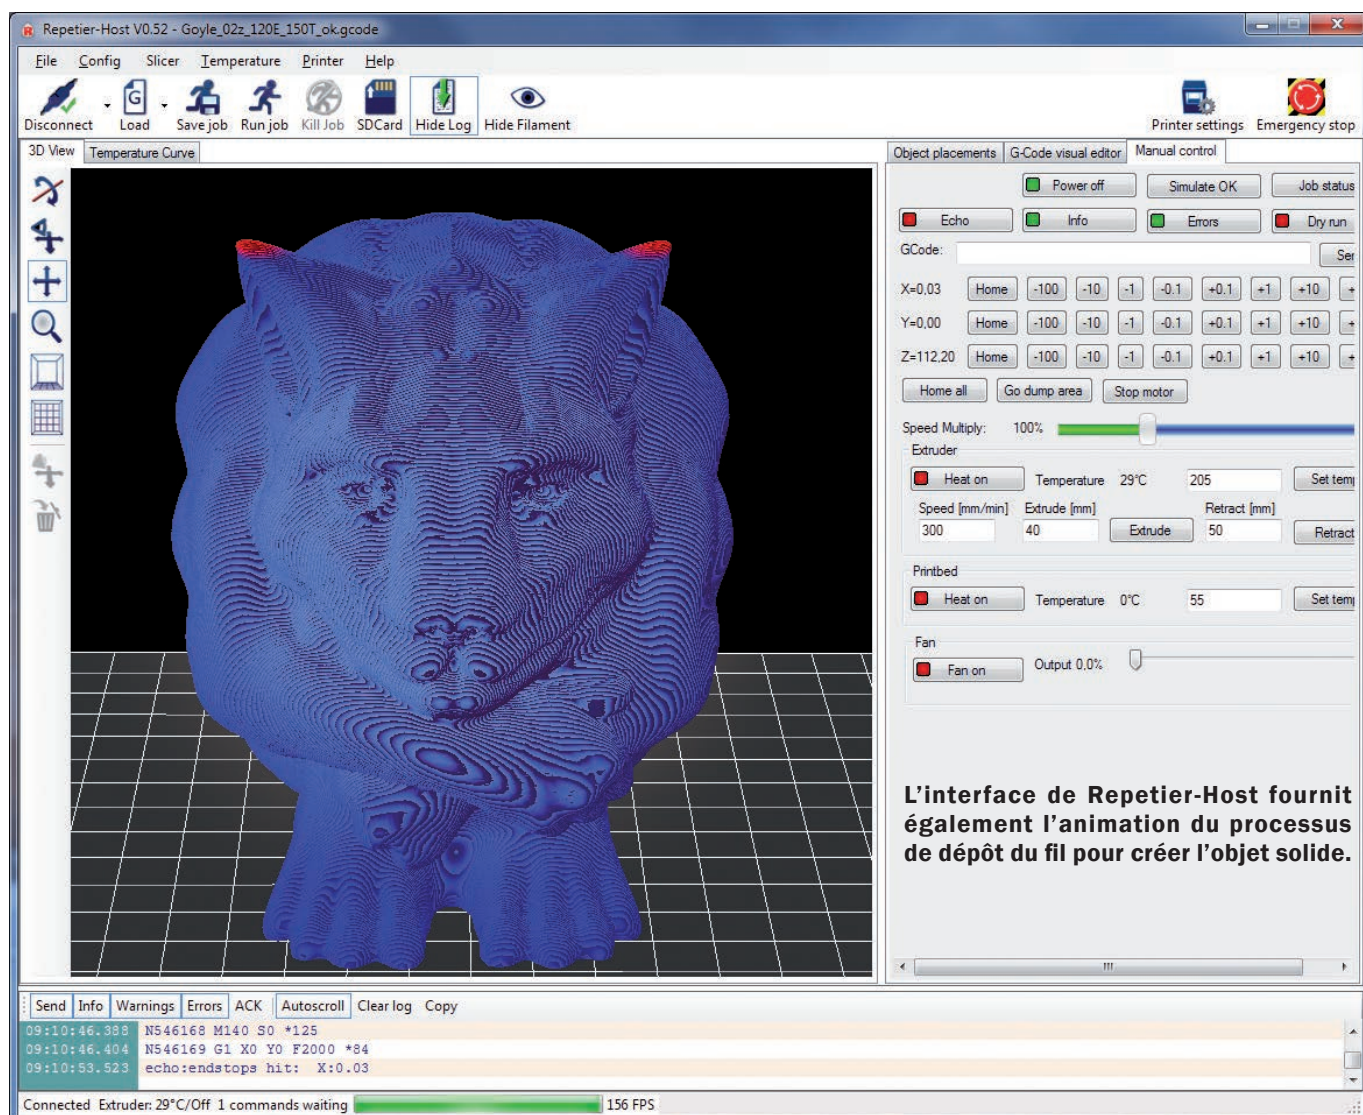 Repetier-Host V0.52 - Goyle_02z_120E_150T_ok.gcode
File Config Slicer Temperature Printer Help
Disconnect Load Save job Run job Kill Job SDCard Hide Log Hide Filament Printer settings Emergency stop
3D View Temperature Curve
Object placements G-Code visual editor Manual control
Power off Simulate OK Job status
Echo Info Errors Dry run
GCode: Ser
X=0,03 Home -100 -10 -1 -0.1 +0.1 +1 +10 +
Y=0,00 Home -100 -10 -1 -0.1 +0.1 +1 +10 +
Z=112,20 Home -100 -10 -1 -0.1 +0.1 +1 +10 +
Home all Go dump area Stop motor
Speed Multiply: 100%
Extruder
Heat on Temperature 29°C 205 Set temp
Speed [mm/min] Extrude [mm] Retract [mm]
300 40 Extrude 50 Retract
Printbed
Heat on Temperature 0°C 55 Set temp
Fan
Fan on Output 0,0%
L'interface de Repetier-Host fournit
également l'animation du processus
de dépôt du fil pour créer l'objet solide.
Send Info Warnings Errors ACK Autoscroll Clear log Copy
09:10:46.388 N546168 M140 S0 *125
09:10:46.404 N546169 G1 X0 Y0 F2000 *84
09:10:53.523 echo:endstops hit: X:0.03
Connected Extruder: 29°C/Off 1 commands waiting 156 FPS